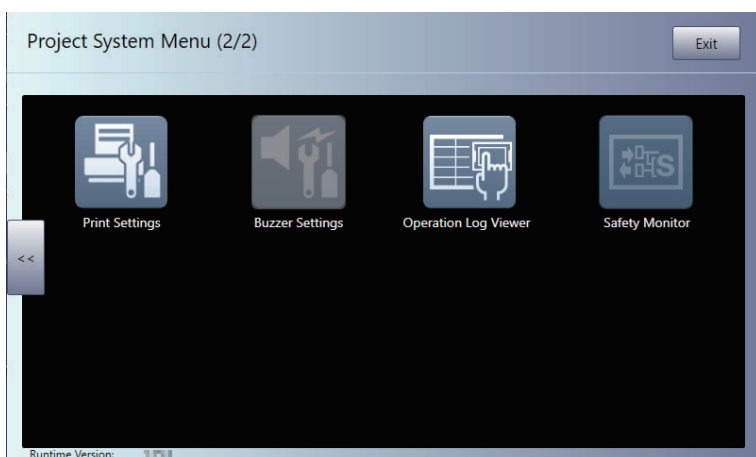 Project System Menu (2/2)
Exit
Print Settings
Buzzer Settings
Operation Log Viewer
Safety Monitor
S
<<
Runtime Version: